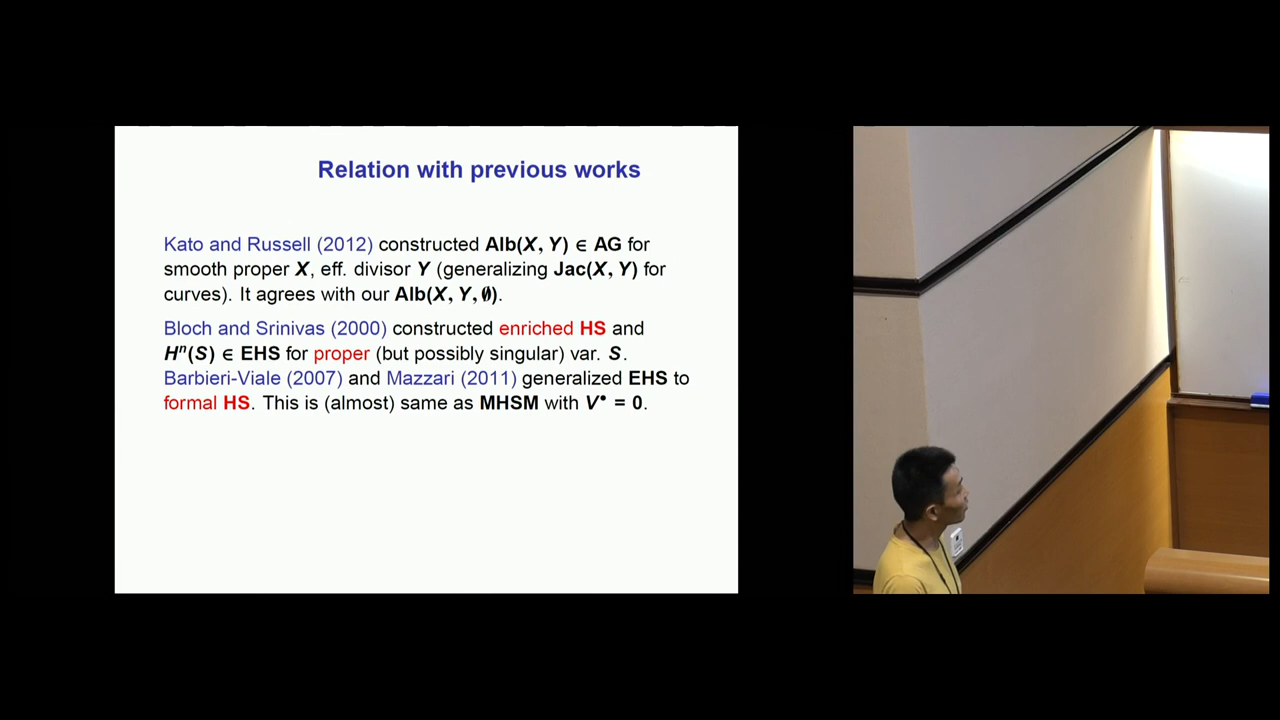 Relation with previous works
Kato and Russell (2012) constructed Alb(X, Y) ∈ AG for
smooth proper X, eff. divisor Y (generalizing Jac(X, Y) for
curves). It agrees with our Alb(X, Y, ∅).
Bloch and Srinivas (2000) constructed enriched HS and
Hⁿ(S) ∈ EHS for proper (but possibly singular) var. S.
Barbieri-Viale (2007) and Mazzari (2011) generalized EHS to
formal HS. This is (almost) same as MHSM with V• = 0.